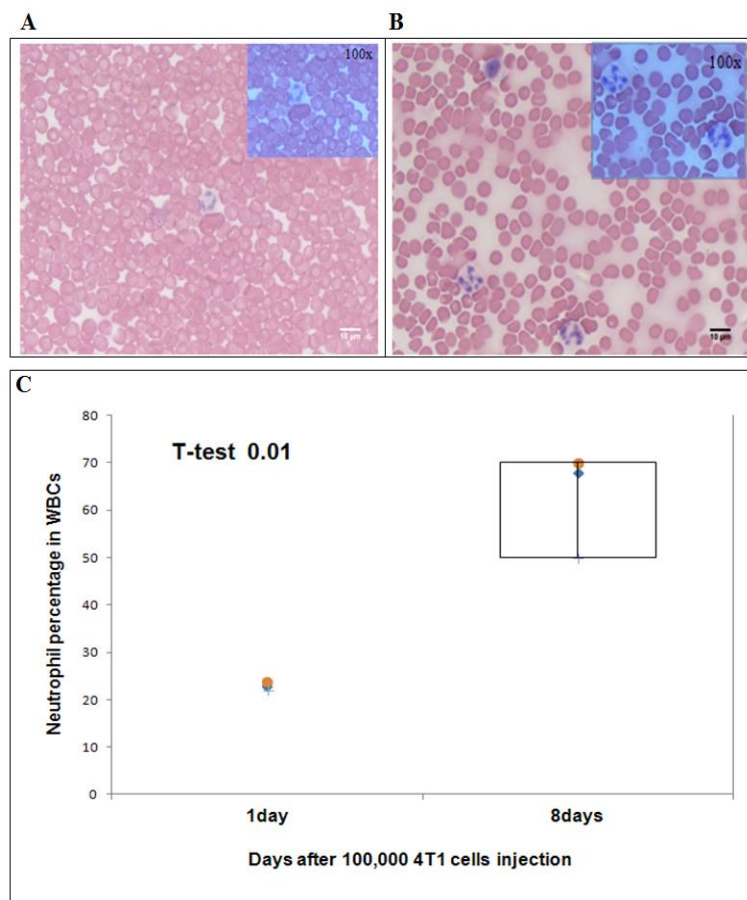 A
B
100x
100x
10 µm
10 µm
C
80
70
60
50
40
30
20
10
0
T-test 0.01
Neutrophil percentage in WBCs
1day
8days
Days after 100,000 4T1 cells injection